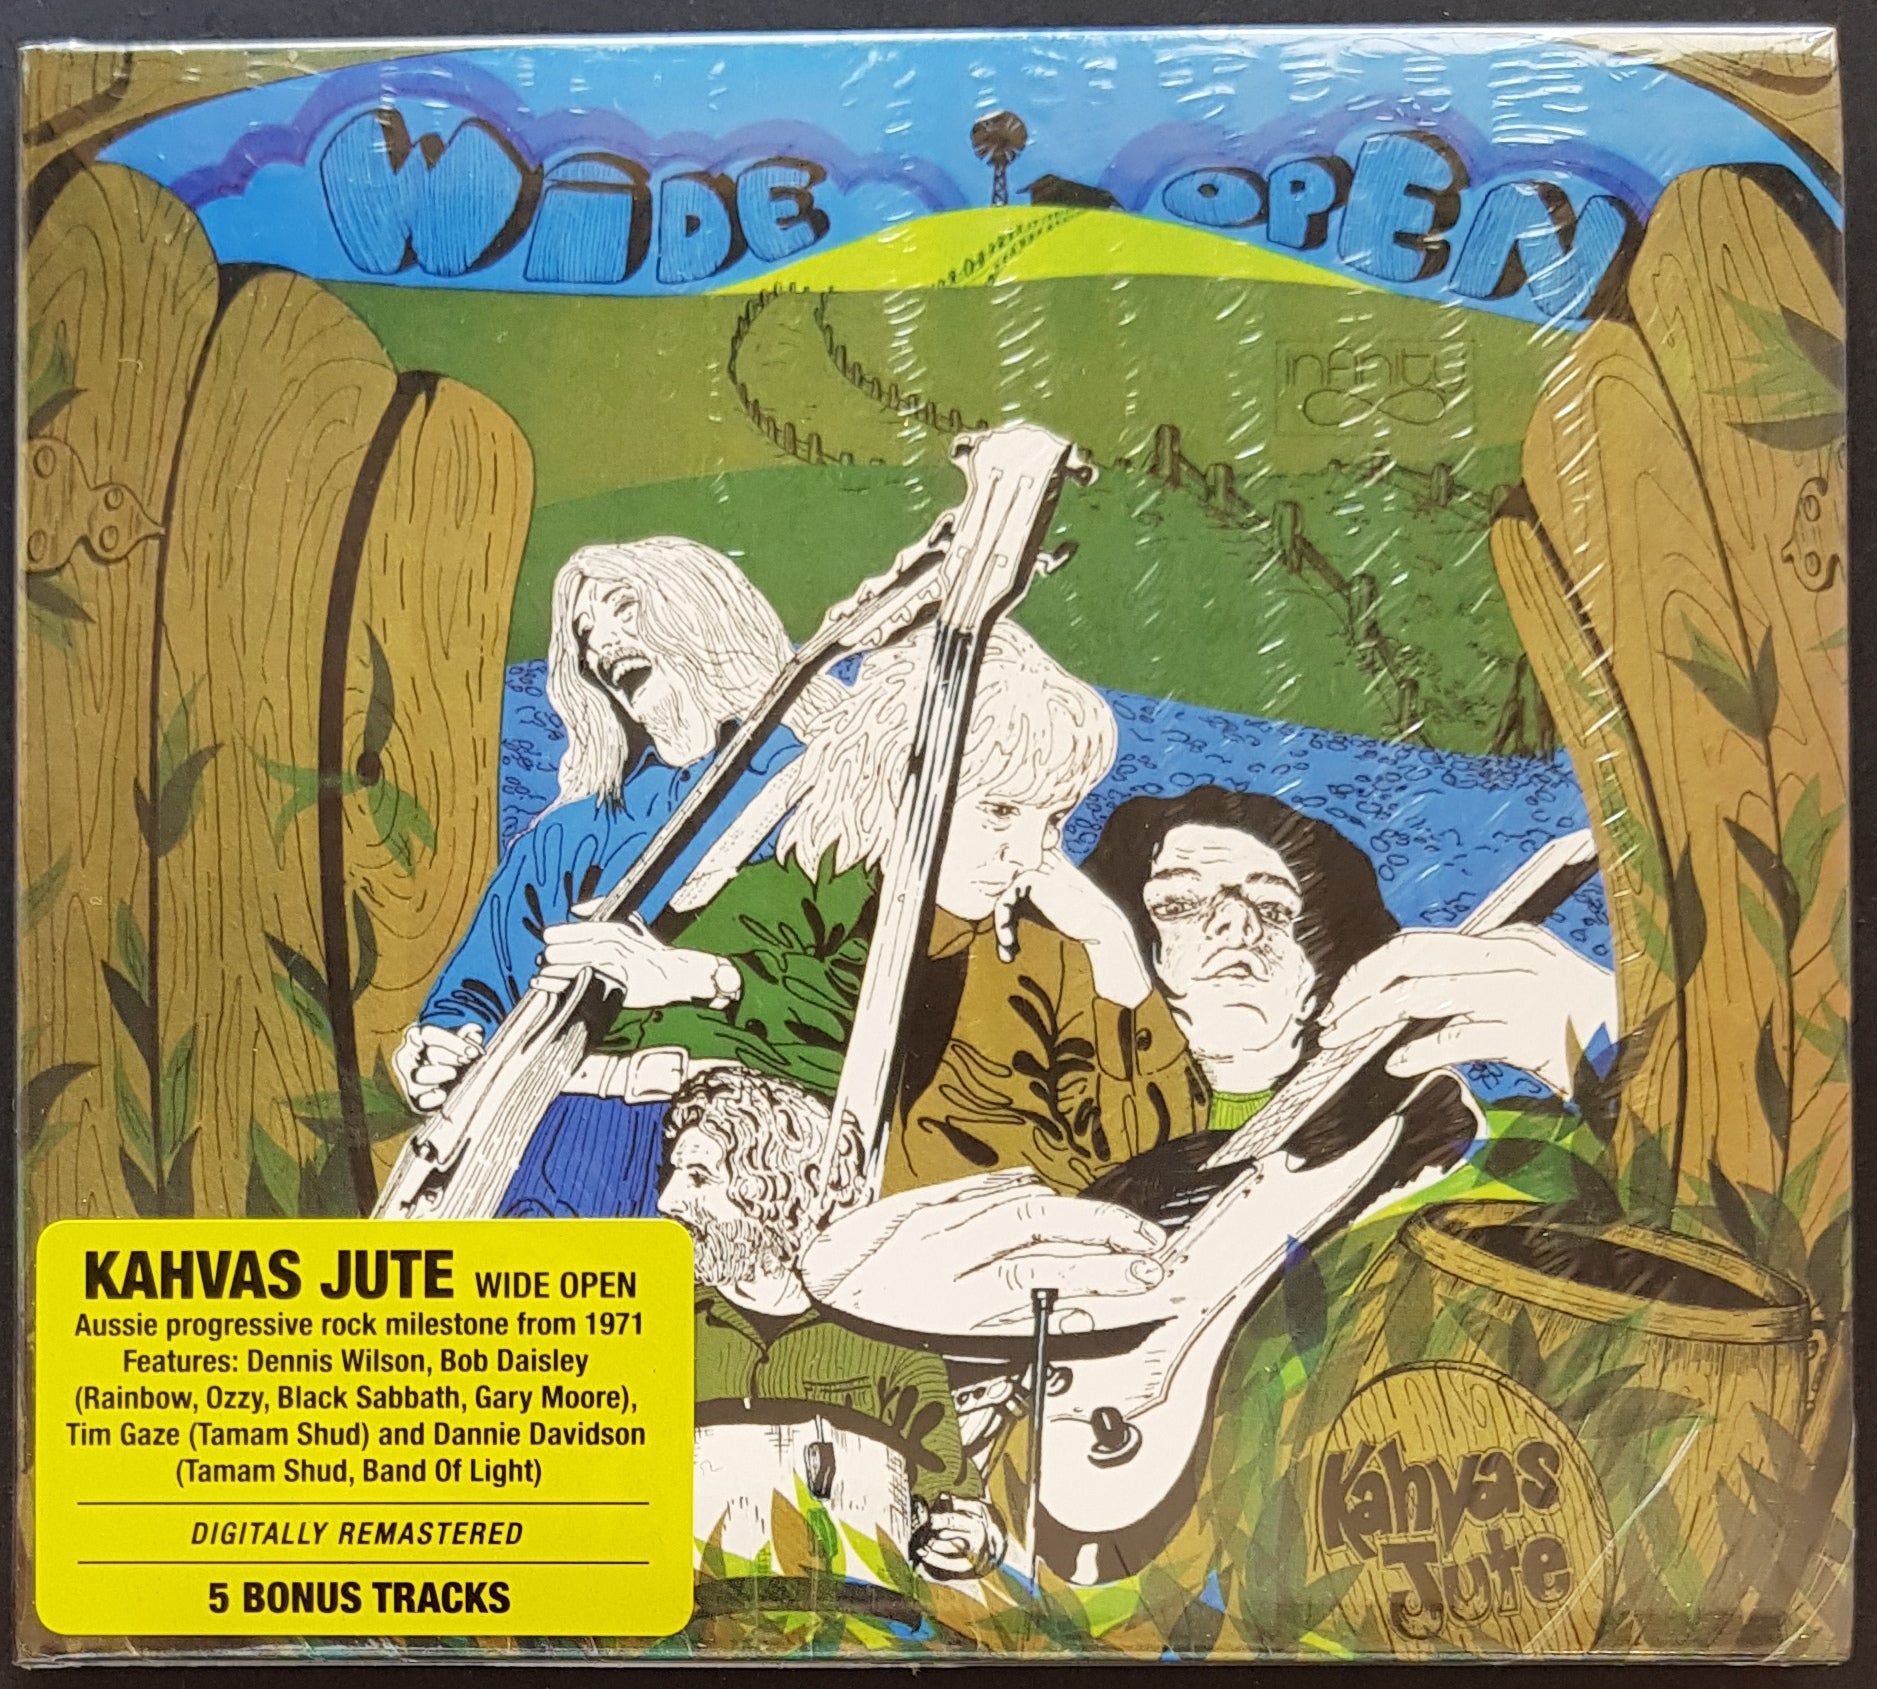 WiDE OPEN
infinity
KAHVAS JUTE WIDE OPEN
Aussie progressive rock milestone from 1971
Features: Dennis Wilson, Bob Daisley
(Rainbow, Ozzy, Black Sabbath, Gary Moore),
Tim Gaze (Tamam Shud) and Dannie Davidson
(Tamam Shud, Band Of Light)
DIGITALLY REMASTERED
5 BONUS TRACKS
Kahvas
Jute